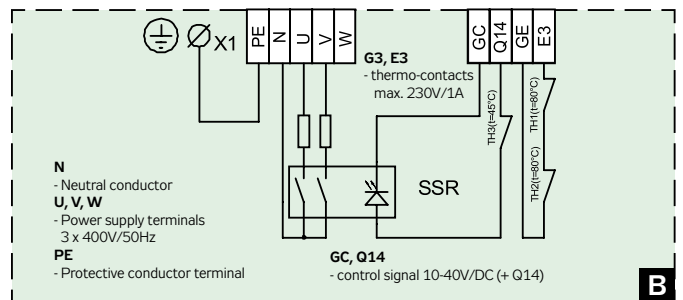 X1
PE
N
U
V
W
GC
Q14
GE
E3
G3, E3
- thermo-contacts
max. 230V/1A
TH3(t=45°C)
TH1(t=80°C)
TH2(t=80°C)
SSR
N
- Neutral conductor
U, V, W
- Power supply terminals
3 x 400V/50Hz
PE
- Protective conductor terminal
GC, Q14
- control signal 10-40V/DC (+ Q14)
B